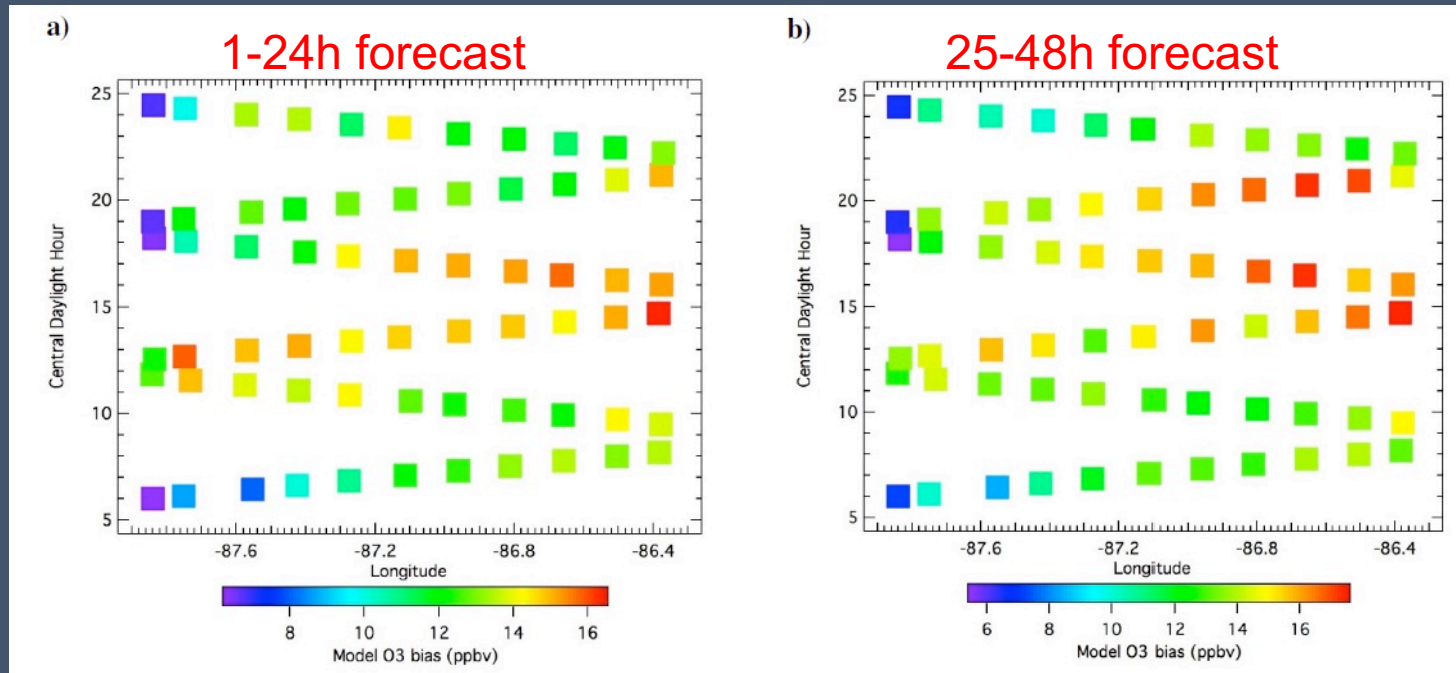 a)
1-24h forecast
25
20
15
10
5
Central Daylight Hour
-87.6 -87.2 -86.8 -86.4
Longitude
8 10 12 14 16
Model O3 bias (ppbv)
b)
25-48h forecast
25
20
15
10
5
Central Daylight Hour
-87.6 -87.2 -86.8 -86.4
Longitude
6 8 10 12 14 16
Model O3 bias (ppbv)